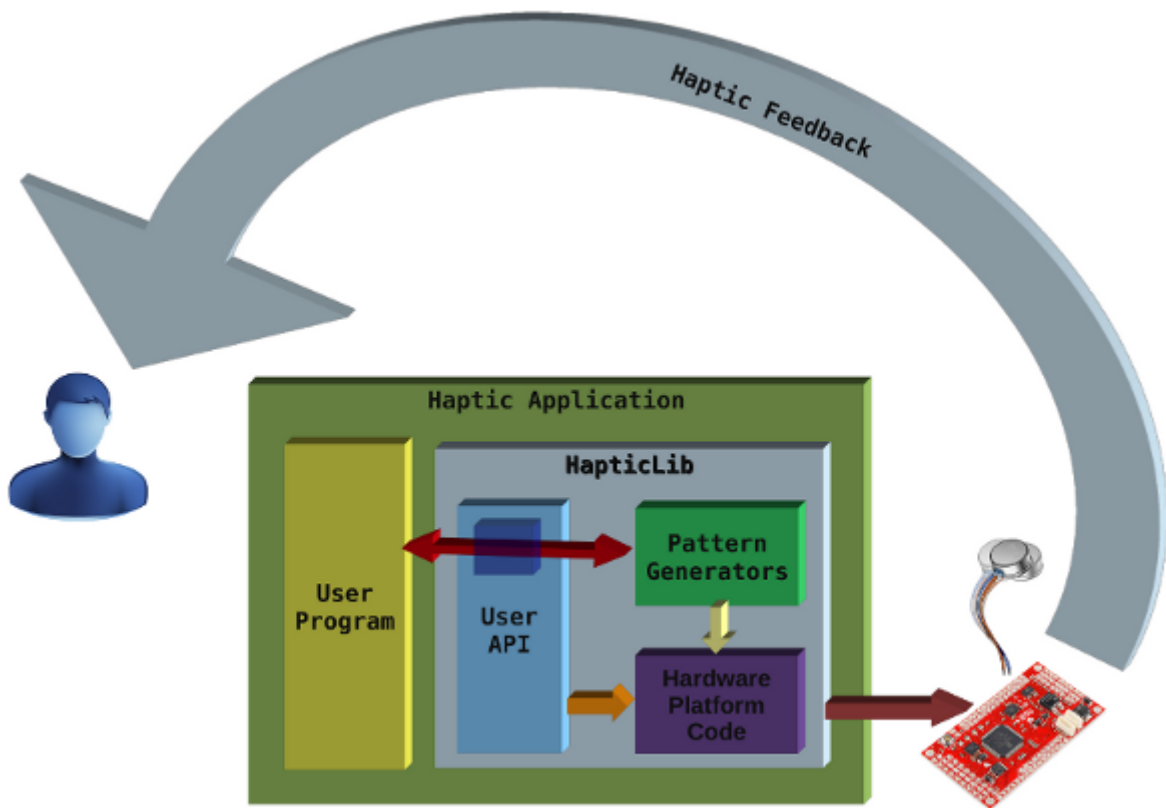 Haptic Feedback
Haptic Application
HapticLib
Pattern
Generators
User
Program
User
API
Hardware
Platform
Code